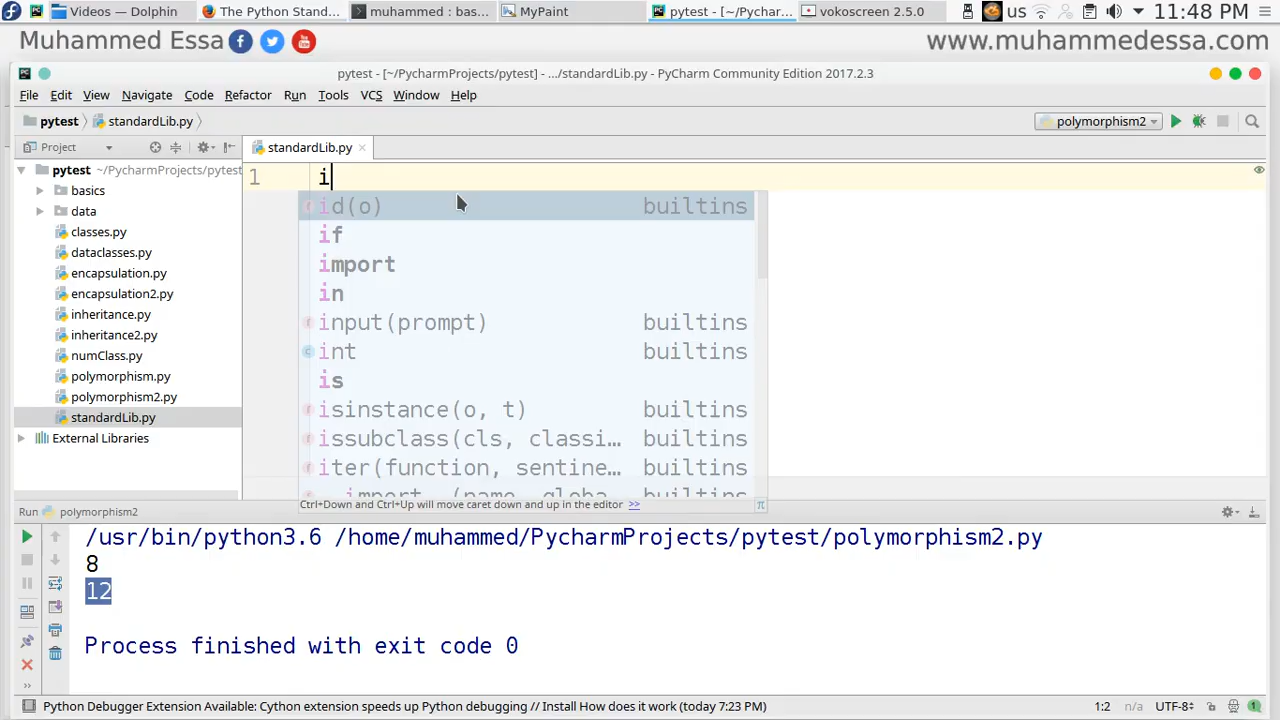 Videos — Dolphin
The Python Stand...
muhammed : bas...
MyPaint
pytest - [~/Pychar...
vokoscreen 2.5.0
us
11:48 PM
Muhammed Essa
www.muhammedessa.com
pytest - [~/PycharmProjects/pytest] - .../standardLib.py - PyCharm Community Edition 2017.2.3
File Edit View Navigate Code Refactor Run Tools VCS Window Help
pytest standardLib.py
polymorphism2
Project
standardLib.py
pytest ~/PycharmProjects/pytest
basics
data
classes.py
dataclasses.py
encapsulation.py
encapsulation2.py
inheritance.py
inheritance2.py
numClass.py
polymorphism.py
polymorphism2.py
standardLib.py
External Libraries
1 i
id(o) builtins
if
import
in
input(prompt) builtins
int builtins
is
isinstance(o, t) builtins
issubclass(cls, classi... builtins
iter(function, sentine... builtins
__import__(name, globa... builtins
Ctrl+Down and Ctrl+Up will move caret down and up in the editor >>
π
Run polymorphism2
/usr/bin/python3.6 /home/muhammed/PycharmProjects/pytest/polymorphism2.py
8
12
Process finished with exit code 0
Python Debugger Extension Available: Cython extension speeds up Python debugging // Install How does it work (today 7:23 PM)
1:2 n/a UTF-8 1